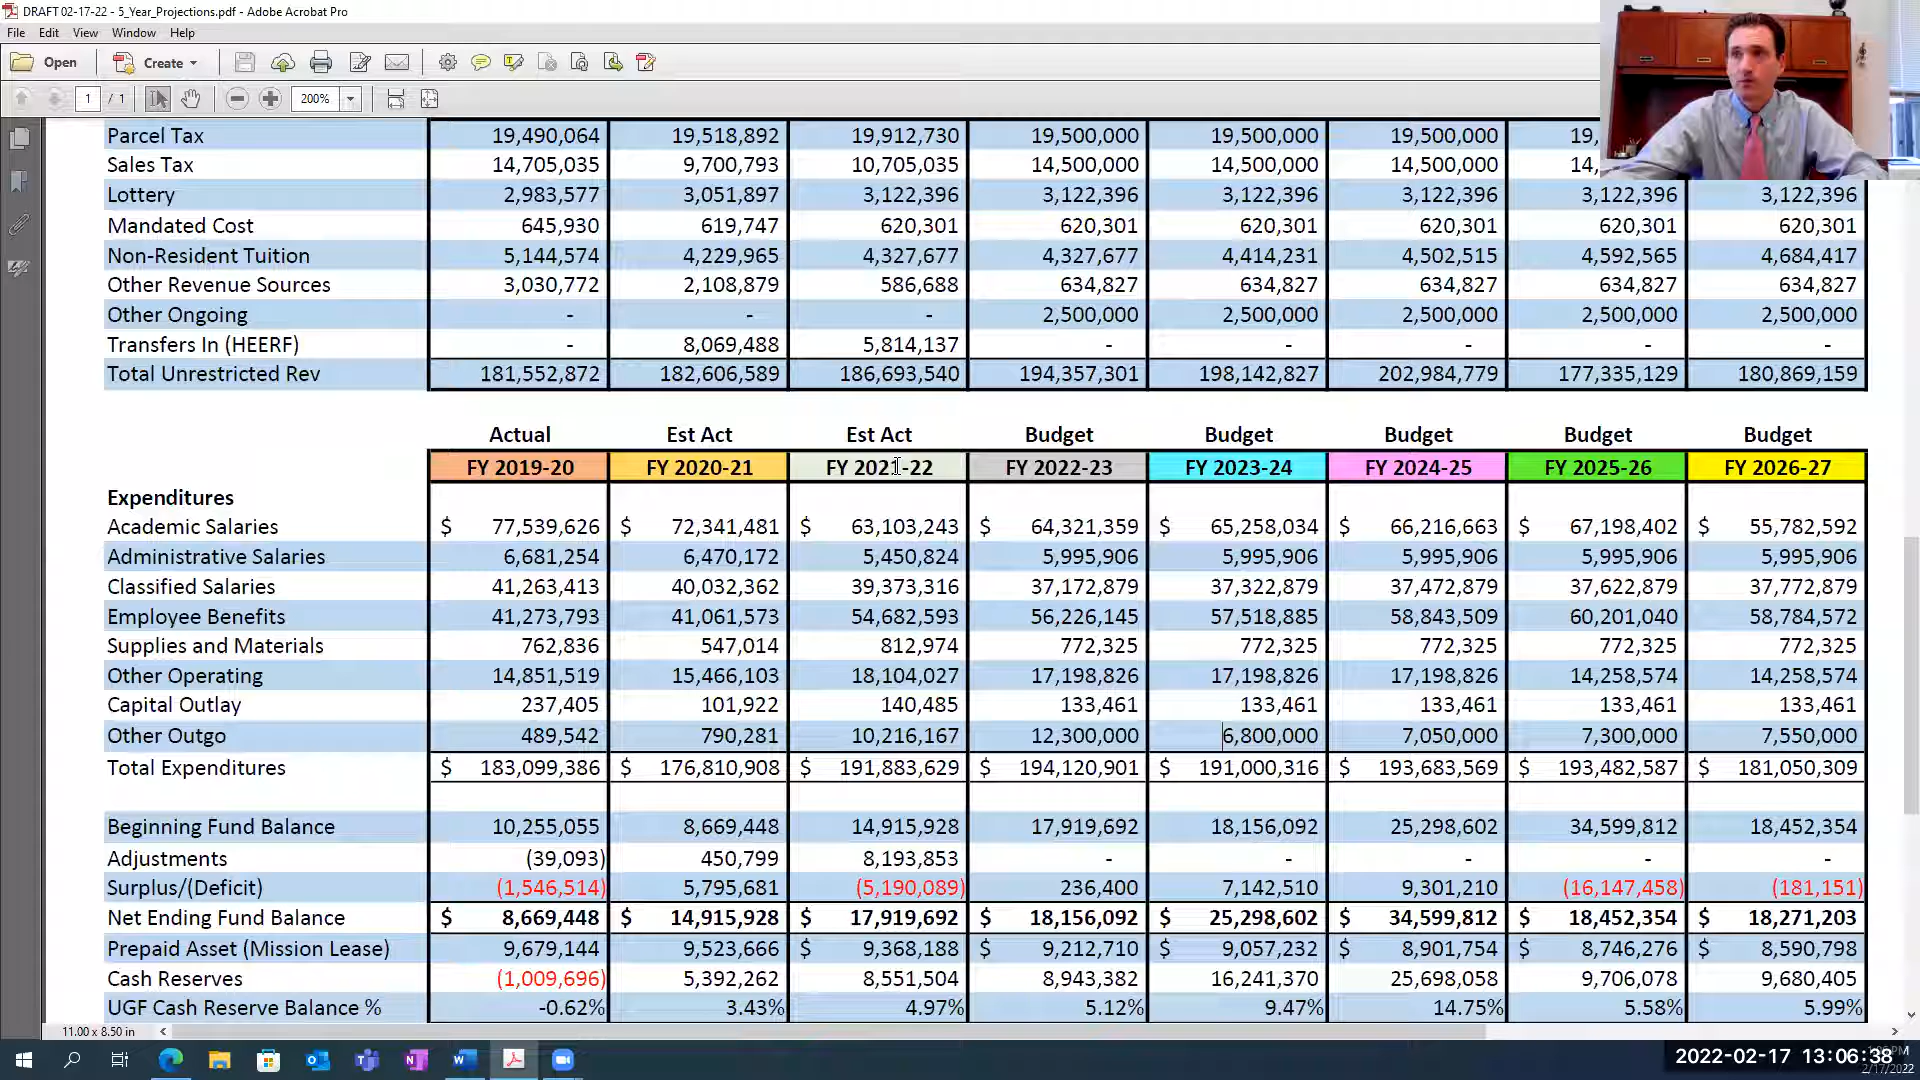 DRAFT 02-17-22 - 5_Year_Projections.pdf - Adobe Acrobat Pro
File Edit View Window Help
Open Create
1 / 1 200%
Parcel Tax 19,490,064 19,518,892 19,912,730 19,500,000 19,500,000 19,500,000 19,
Sales Tax 14,705,035 9,700,793 10,705,035 14,500,000 14,500,000 14,500,000 14,
Lottery 2,983,577 3,051,897 3,122,396 3,122,396 3,122,396 3,122,396 3,122,396 3,122,396
Mandated Cost 645,930 619,747 620,301 620,301 620,301 620,301 620,301 620,301
Non-Resident Tuition 5,144,574 4,229,965 4,327,677 4,327,677 4,414,231 4,502,515 4,592,565 4,684,417
Other Revenue Sources 3,030,772 2,108,879 586,688 634,827 634,827 634,827 634,827 634,827
Other Ongoing - - - 2,500,000 2,500,000 2,500,000 2,500,000 2,500,000
Transfers In (HEERF) - 8,069,488 5,814,137 - - - - -
Total Unrestricted Rev 181,552,872 182,606,589 186,693,540 194,357,301 198,142,827 202,984,779 177,335,129 180,869,159
Actual Est Act Est Act Budget Budget Budget Budget Budget
FY 2019-20 FY 2020-21 FY 2021-22 FY 2022-23 FY 2023-24 FY 2024-25 FY 2025-26 FY 2026-27
Expenditures
Academic Salaries $ 77,539,626 $ 72,341,481 $ 63,103,243 $ 64,321,359 $ 65,258,034 $ 66,216,663 $ 67,198,402 $ 55,782,592
Administrative Salaries 6,681,254 6,470,172 5,450,824 5,995,906 5,995,906 5,995,906 5,995,906 5,995,906
Classified Salaries 41,263,413 40,032,362 39,373,316 37,172,879 37,322,879 37,472,879 37,622,879 37,772,879
Employee Benefits 41,273,793 41,061,573 54,682,593 56,226,145 57,518,885 58,843,509 60,201,040 58,784,572
Supplies and Materials 762,836 547,014 812,974 772,325 772,325 772,325 772,325 772,325
Other Operating 14,851,519 15,466,103 18,104,027 17,198,826 17,198,826 17,198,826 14,258,574 14,258,574
Capital Outlay 237,405 101,922 140,485 133,461 133,461 133,461 133,461 133,461
Other Outgo 489,542 790,281 10,216,167 12,300,000 6,800,000 7,050,000 7,300,000 7,550,000
Total Expenditures $ 183,099,386 $ 176,810,908 $ 191,883,629 $ 194,120,901 $ 191,000,316 $ 193,683,569 $ 193,482,587 $ 181,050,309
Beginning Fund Balance 10,255,055 8,669,448 14,915,928 17,919,692 18,156,092 25,298,602 34,599,812 18,452,354
Adjustments (39,093) 450,799 8,193,853 - - - - -
Surplus/(Deficit) (1,546,514) 5,795,681 (5,190,089) 236,400 7,142,510 9,301,210 (16,147,458) (181,151)
Net Ending Fund Balance $ 8,669,448 $ 14,915,928 $ 17,919,692 $ 18,156,092 $ 25,298,602 $ 34,599,812 $ 18,452,354 $ 18,271,203
Prepaid Asset (Mission Lease) 9,679,144 9,523,666 $ 9,368,188 $ 9,212,710 $ 9,057,232 $ 8,901,754 $ 8,746,276 $ 8,590,798
Cash Reserves (1,009,696) 5,392,262 8,551,504 8,943,382 16,241,370 25,698,058 9,706,078 9,680,405
UGF Cash Reserve Balance % -0.62% 3.43% 4.97% 5.12% 9.47% 14.75% 5.58% 5.99%
11.00 x 8.50 in
2022-02-17 13:06:38
2/17/2022